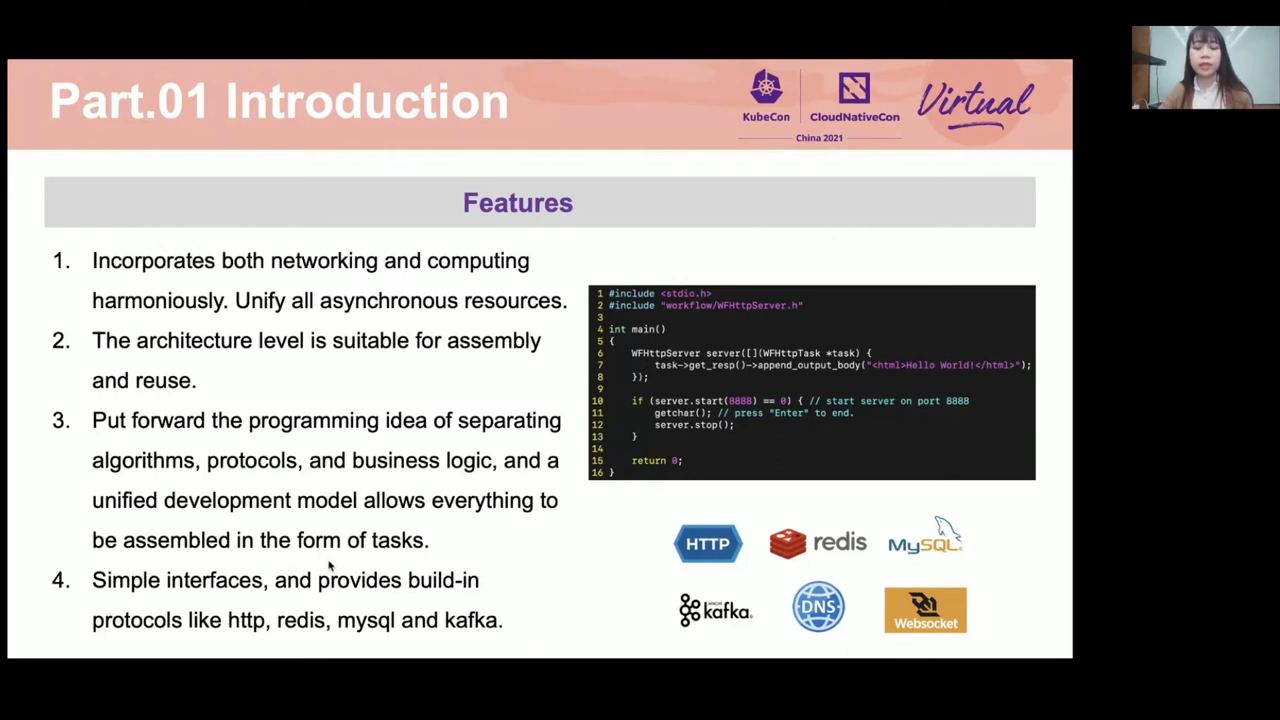 Part.01 Introduction
KubeCon
CloudNativeCon
China 2021
Virtual
Features
1. Incorporates both networking and computing
harmoniously. Unify all asynchronous resources.
2. The architecture level is suitable for assembly
and reuse.
3. Put forward the programming idea of separating
algorithms, protocols, and business logic, and a
unified development model allows everything to
be assembled in the form of tasks.
4. Simple interfaces, and provides build-in
protocols like http, redis, mysql and kafka.
1 #include <stdio.h>
2 #include "workflow/WFHttpServer.h"
3
4 int main()
5 {
6 WFHttpServer server([](WFHttpTask *task) {
7 task->get_resp()->append_output_body("<html>Hello World!</html>");
8 });
9
10 if (server.start(8888) == 0) { // start server on port 8888
11 getchar(); // press "Enter" to end.
12 server.stop();
13 }
14
15 return 0;
16 }
HTTP
redis
MySQL
kafka
DNS
Websocket